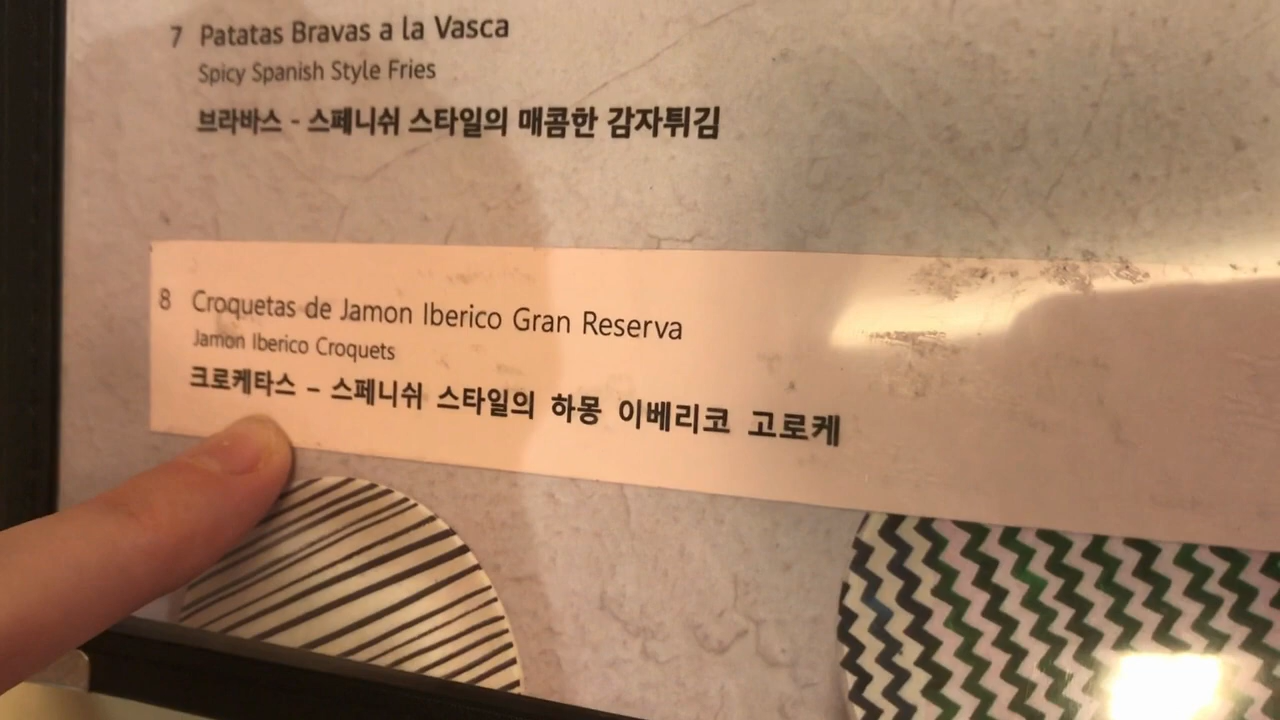 7 Patatas Bravas a la Vasca
Spicy Spanish Style Fries
브라바스 - 스페니쉬 스타일의 매콤한 감자튀김
8 Croquetas de Jamon Iberico Gran Reserva
Jamon Iberico Croquets
크로케타스 – 스페니쉬 스타일의 하몽 이베리코 고로케